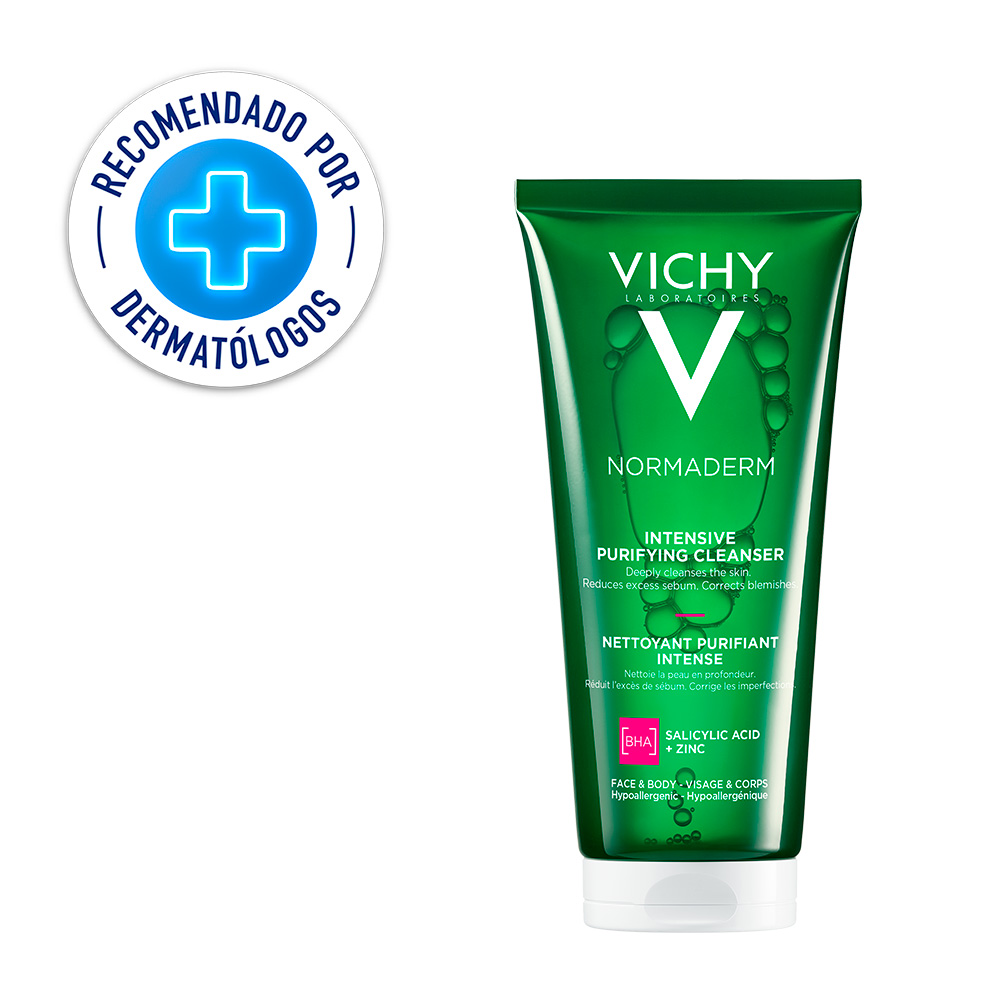 RECOMENDADO POR
DERMATÓLOGOS
VICHY
LABORATOIRES
V
NORMADERM
INTENSIVE
PURIFYING CLEANSER
Deeply cleanses the skin.
Reduces excess sebum. Corrects blemishes.
NETTOYANT PURIFIANT
INTENSE
Nettoie la peau en profondeur.
Réduit l'excès de sébum. Corrige les imperfections.
[BHA]
SALICYLIC ACID
+ ZINC
FACE & BODY - VISAGE & CORPS
Hypoallergenic - Hypoallergénique